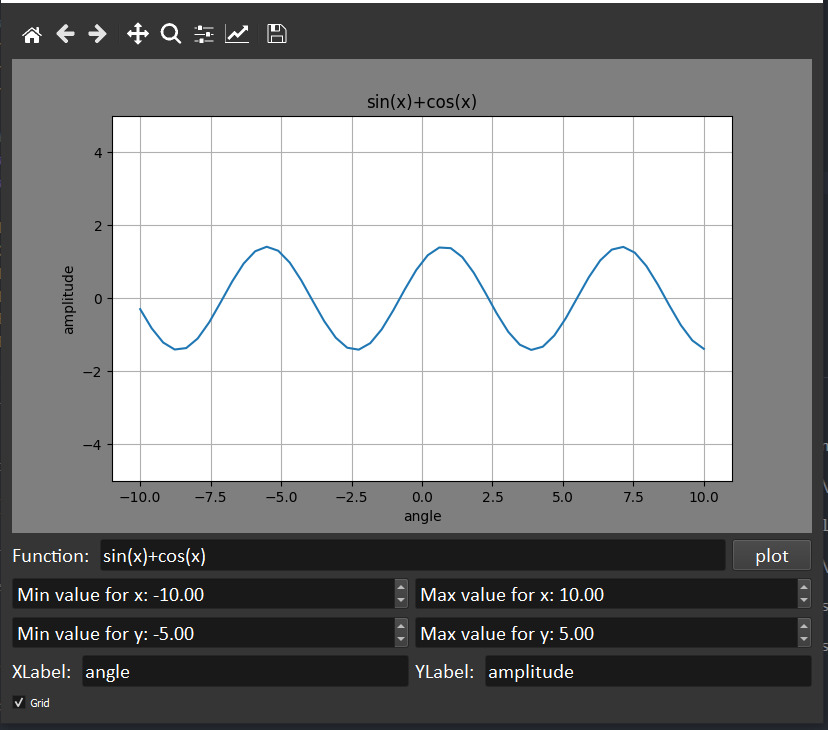 sin(x)+cos(x)
4
2
0
−2
−4
amplitude
−10.0 −7.5 −5.0 −2.5 0.0 2.5 5.0 7.5 10.0
angle
Function: sin(x)+cos(x) plot
Min value for x: -10.00 Max value for x: 10.00
Min value for y: -5.00 Max value for y: 5.00
XLabel: angle YLabel: amplitude
Grid